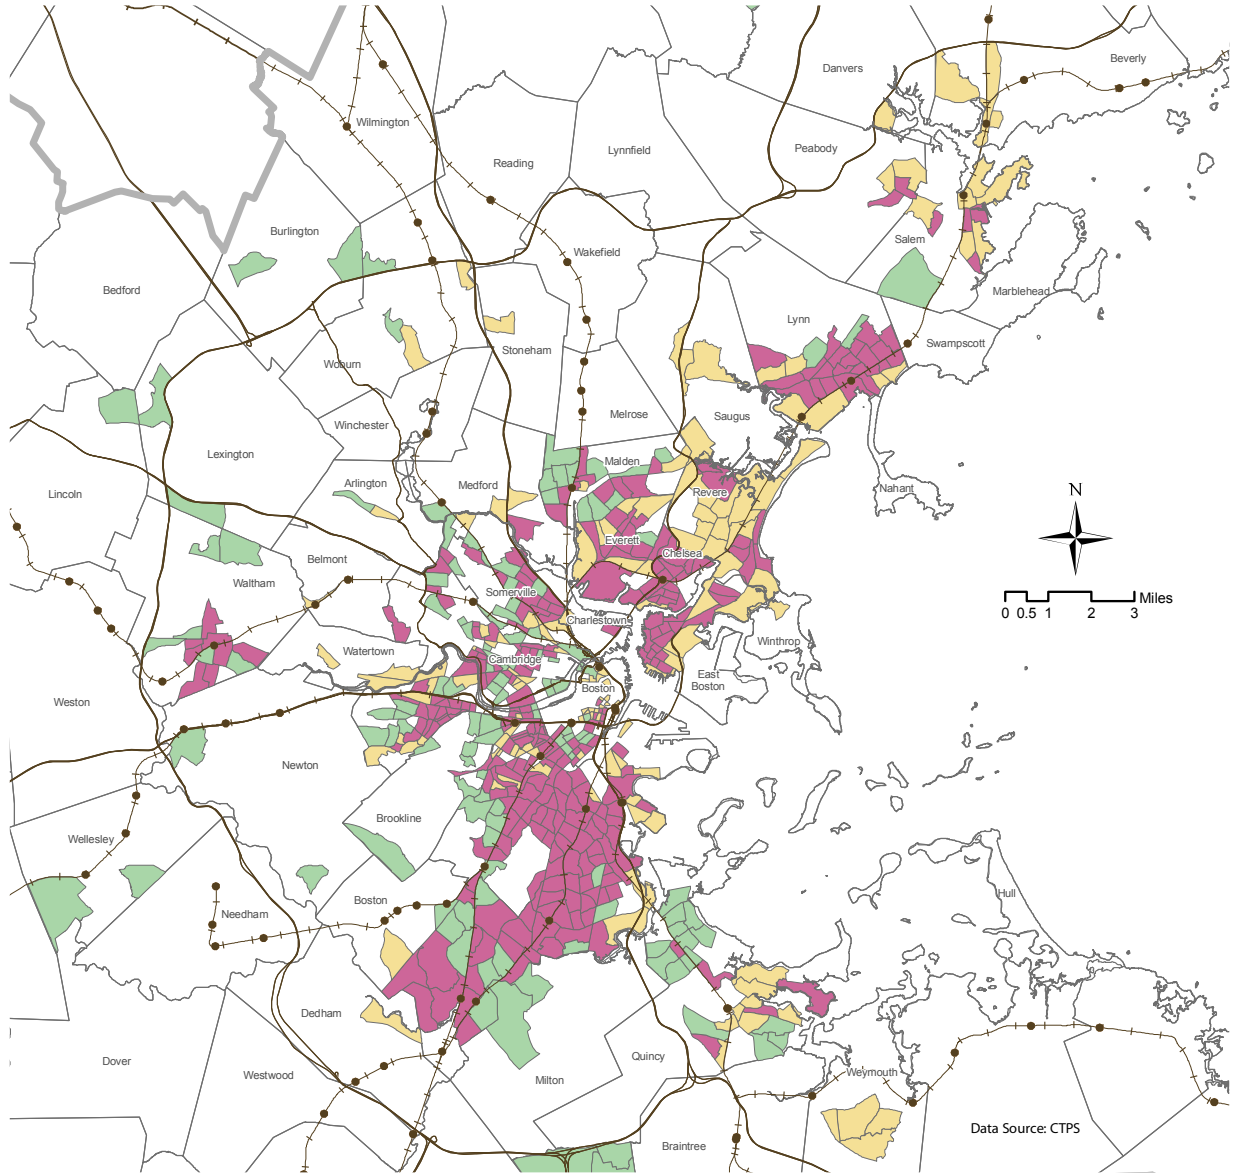 Danvers
Beverly
Wilmington
Peabody
Lynnfield
Reading
Burlington
Salem
Wakefield
Bedford
Marblehead
Lynn
Swampscott
Stoneham
Woburn
Melrose
Saugus
Winchester
Lexington
Malden
Arlington
Medford
Revere
Nahant
Lincoln
N
Everett
Chelsea
Belmont
Waltham
Somerville
Miles
0 0.5 1 2 3
Charlestown
Winthrop
Watertown
Cambridge
East
Boston
Boston
Weston
Newton
Brookline
Wellesley
Hull
Boston
Needham
Dedham
Quincy
Dover
Westwood
Milton
Weymouth
Data Source: CTPS
Braintree